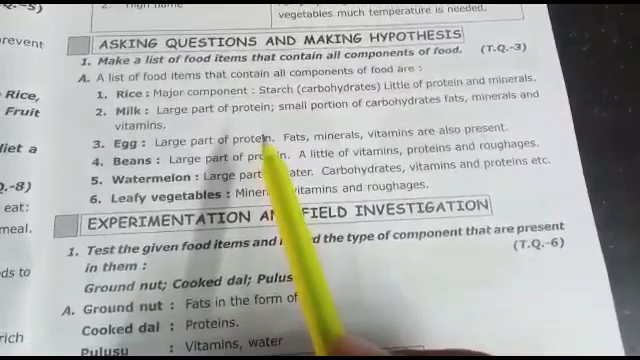 Q.-5)
2.
vegetables much temperature is needed.
revent
ASKING QUESTIONS AND MAKING HYPOTHESIS
1. Make a list of food items that contain all components of food. (T.Q.-3)
A. A list of food items that contain all components of food are :
Rice,
Fruit
1. Rice : Major component : Starch (carbohydrates) Little of protein and minerals.
2. Milk : Large part of protein; small portion of carbohydrates fats, minerals and
vitamins.
diet a
3. Egg : Large part of protein. Fats, minerals, vitamins are also present.
4. Beans : Large part of A little of vitamins, proteins and roughages.
Q.-8)
5. Watermelon : Large part Carbohydrates, vitamins and proteins etc.
eat:
6. Leafy vegetables : vitamins and roughages.
meal.
EXPERIMENTATION FIELD INVESTIGATION
1. Test the given food items and the type of component that are present
in them : (T.Q.-6)
ds to
Ground nut; Cooked dal; Pulusu
A. Ground nut : Fats in the form of
Cooked dal : Proteins.
rich
Pulusu : Vitamins, water